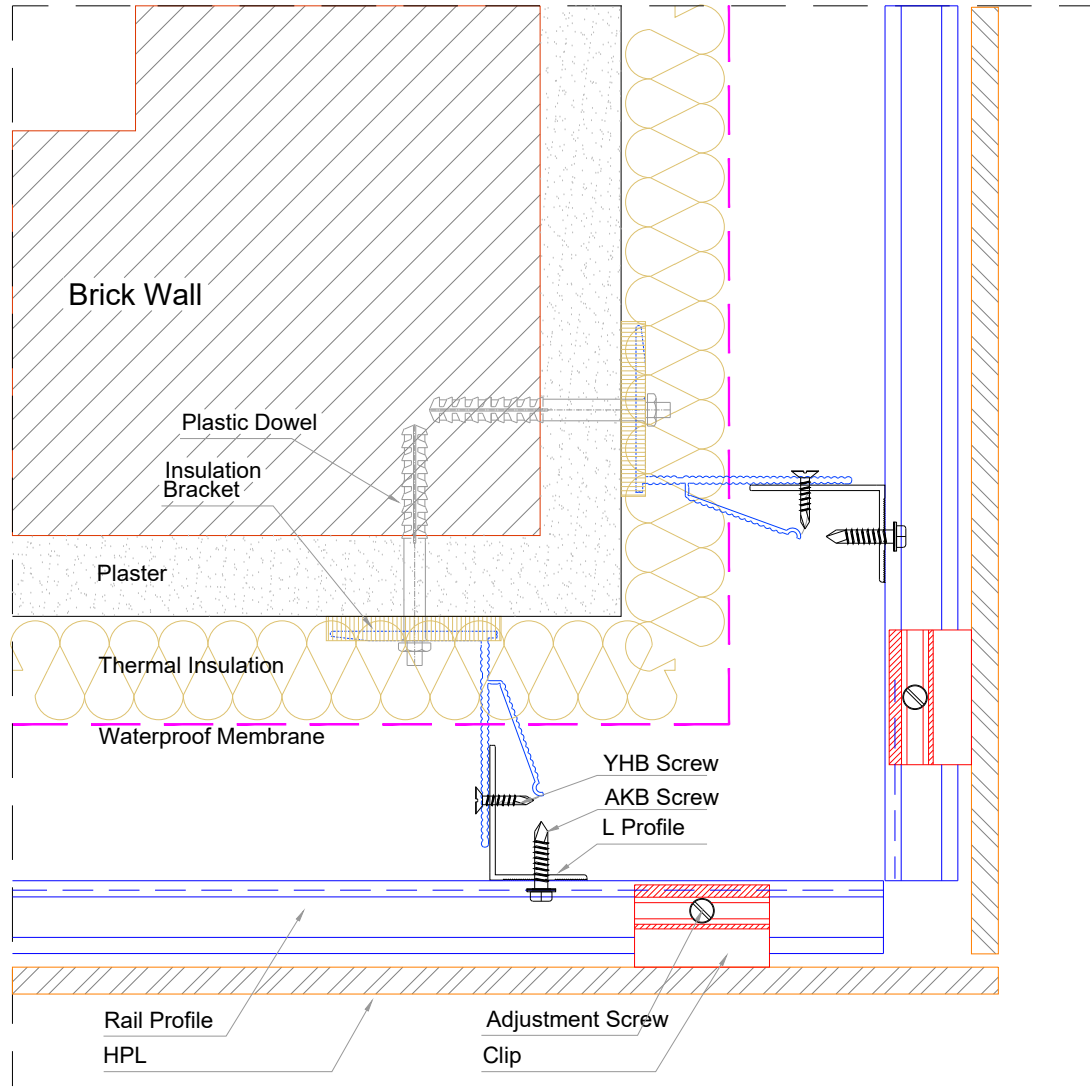 Brick Wall
Plastic Dowel
Insulation
Bracket
Plaster
Thermal Insulation
Waterproof Membrane
YHB Screw
AKB Screw
L Profile
Rail Profile
Adjustment Screw
HPL
Clip